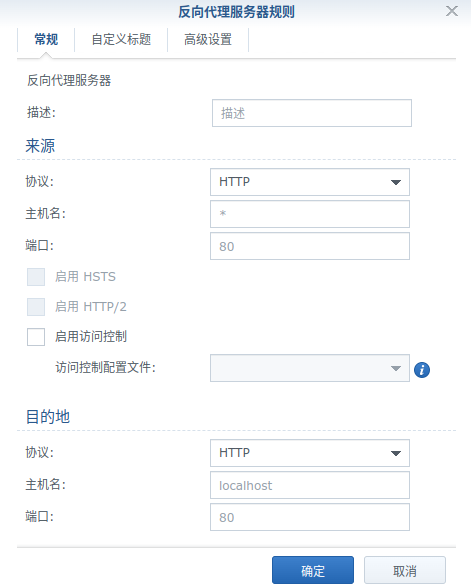 反向代理服务器规则
常规 自定义标题 高级设置
反向代理服务器
描述: 描述
来源
协议: HTTP
主机名: *
端口: 80
启用 HSTS
启用 HTTP/2
启用访问控制
访问控制配置文件:
目的地
协议: HTTP
主机名: localhost
端口: 80
确定 取消